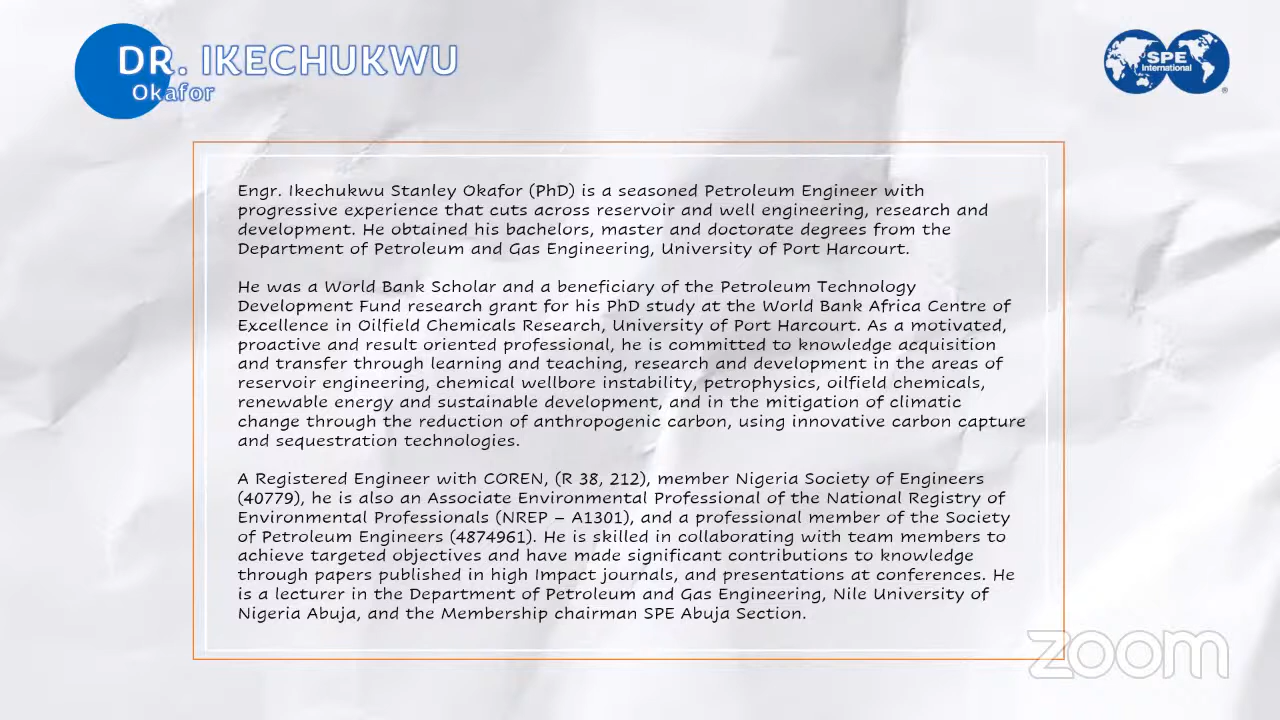 DR. IKECHUKWU
Okafor
SPE
International
®
Engr. Ikechukwu Stanley Okafor (PhD) is a seasoned Petroleum Engineer with
progressive experience that cuts across reservoir and well engineering, research and
development. He obtained his bachelors, master and doctorate degrees from the
Department of Petroleum and Gas Engineering, University of Port Harcourt.
He was a World Bank Scholar and a beneficiary of the Petroleum Technology
Development Fund research grant for his PhD study at the World Bank Africa Centre of
Excellence in Oilfield Chemicals Research, University of Port Harcourt. As a motivated,
proactive and result oriented professional, he is committed to knowledge acquisition
and transfer through learning and teaching, research and development in the areas of
reservoir engineering, chemical wellbore instability, petrophysics, oilfield chemicals,
renewable energy and sustainable development, and in the mitigation of climatic
change through the reduction of anthropogenic carbon, using innovative carbon capture
and sequestration technologies.
A Registered Engineer with COREN, (R 38, 212), member Nigeria Society of Engineers
(40779), he is also an Associate Environmental Professional of the National Registry of
Environmental Professionals (NREP – A1301), and a professional member of the Society
of Petroleum Engineers (4874961). He is skilled in collaborating with team members to
achieve targeted objectives and have made significant contributions to knowledge
through papers published in high Impact journals, and presentations at conferences. He
is a lecturer in the Department of Petroleum and Gas Engineering, Nile University of
Nigeria Abuja, and the Membership chairman SPE Abuja Section.
zoom